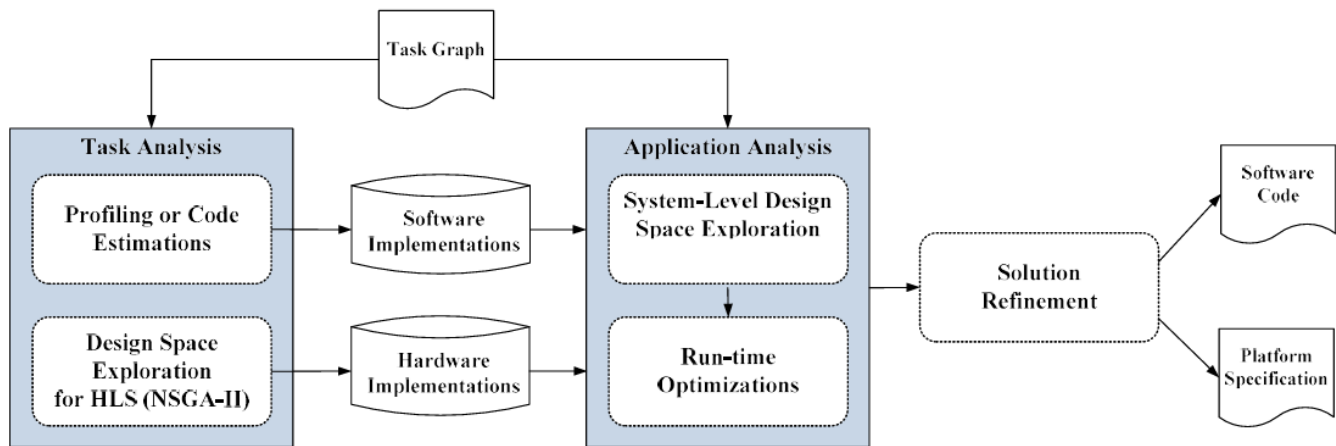 Task Graph
Task Analysis
Profiling or Code
Estimations
Design Space
Exploration
for HLS (NSGA-II)
Software
Implementations
Hardware
Implementations
Application Analysis
System-Level Design
Space Exploration
Run-time
Optimizations
Solution
Refinement
Software
Code
Platform
Specification